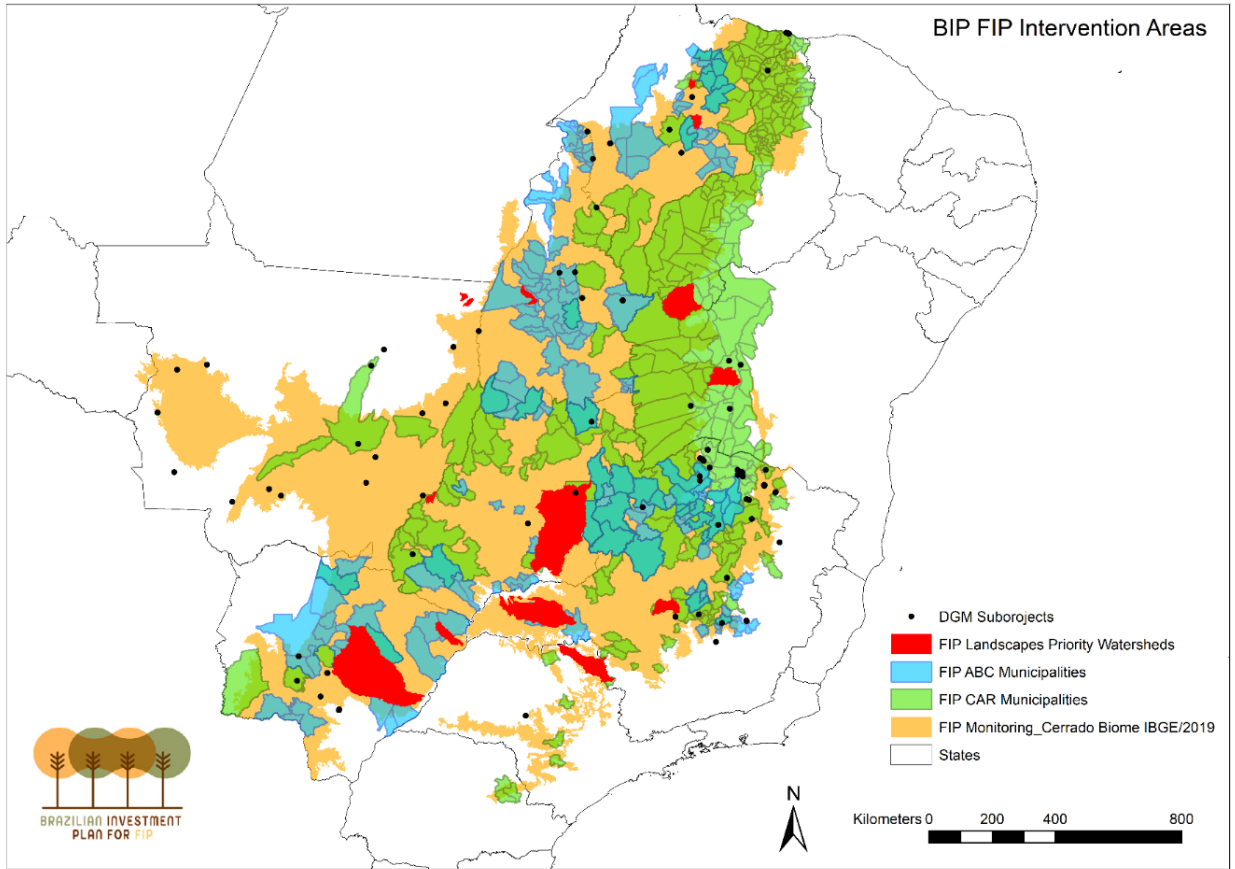 BIP FIP Intervention Areas
DGM Suborojects
FIP Landscapes Priority Watersheds
FIP ABC Municipalities
FIP CAR Municipalities
FIP Monitoring_Cerrado Biome IBGE/2019
States
BRAZILIAN INVESTMENT
PLAN FOR FIP
N
Kilometers 0 200 400 800